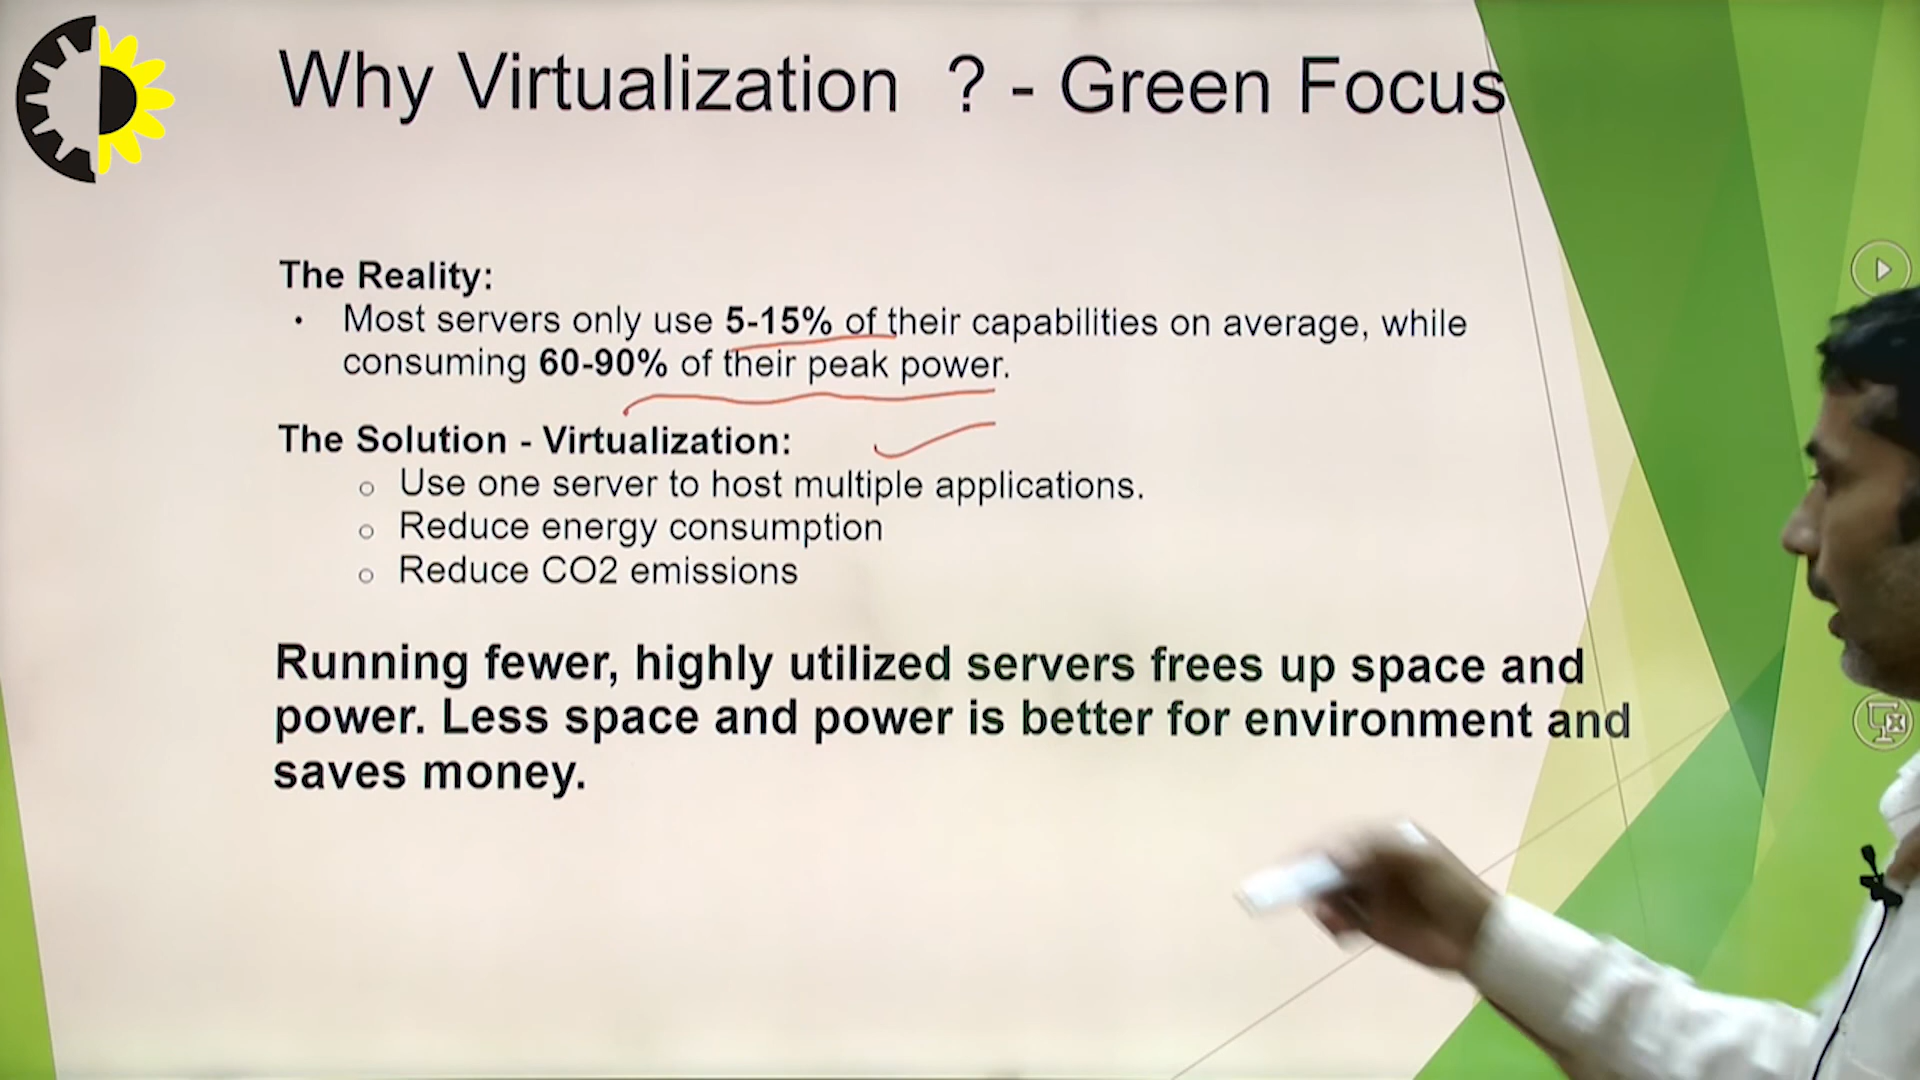 Why Virtualization ? - Green Focus
The Reality:
• Most servers only use 5-15% of their capabilities on average, while
consuming 60-90% of their peak power.
The Solution - Virtualization:
o Use one server to host multiple applications.
o Reduce energy consumption
o Reduce CO2 emissions
Running fewer, highly utilized servers frees up space and
power. Less space and power is better for environment and
saves money.